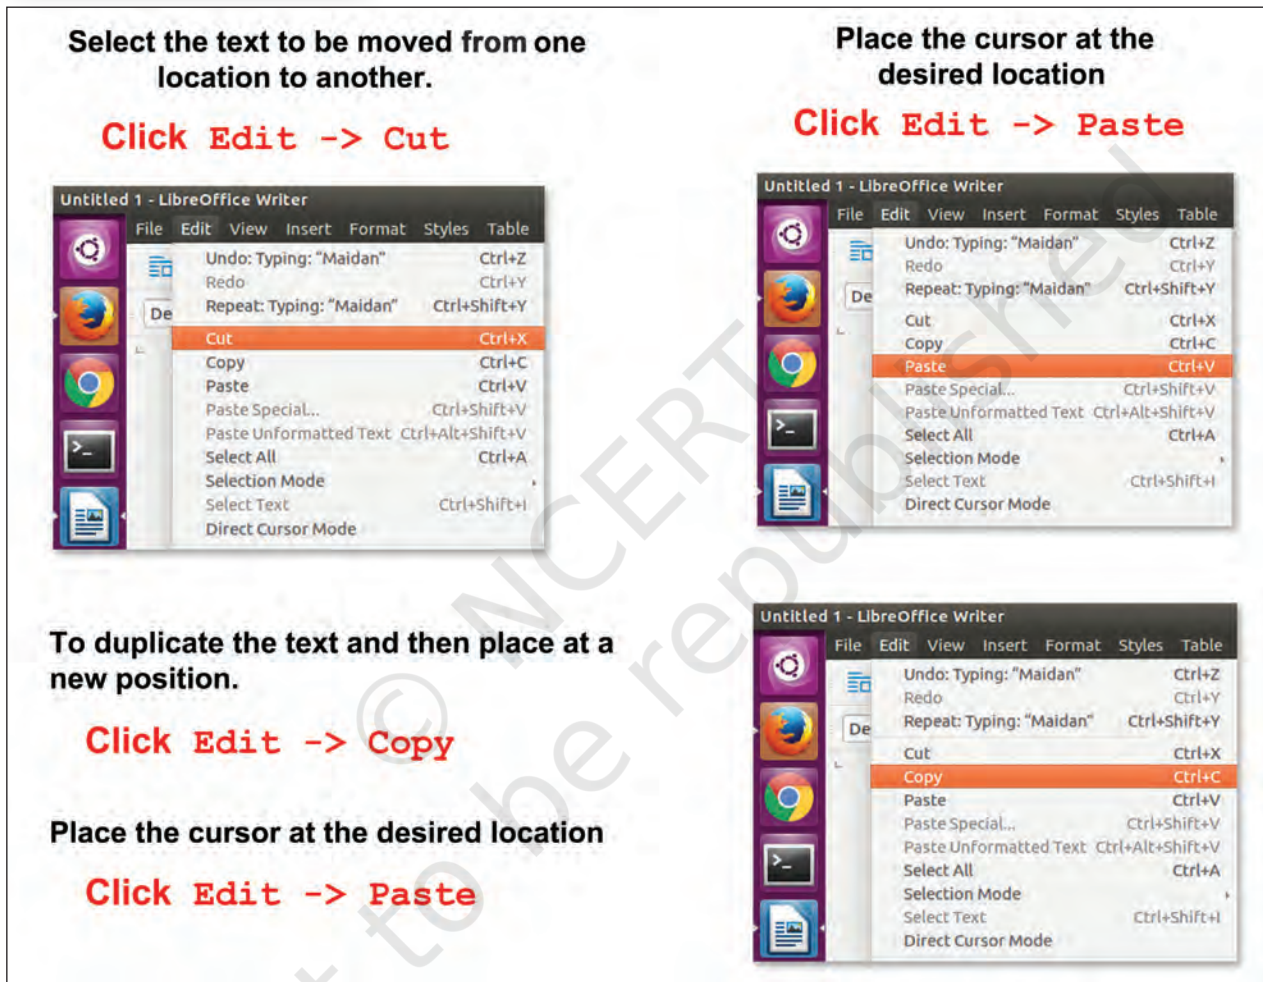 Select the text to be moved from one
location to another.
Click Edit -> Cut
Untitled 1 - LibreOffice Writer
File Edit View Insert Format Styles Table
Undo: Typing: "Maidan" Ctrl+Z
Redo Ctrl+Y
Repeat: Typing: "Maidan" Ctrl+Shift+Y
De
Cut Ctrl+X
Copy Ctrl+C
Paste Ctrl+V
Paste Special... Ctrl+Shift+V
Paste Unformatted Text Ctrl+Alt+Shift+V
Select All Ctrl+A
Selection Mode
Select Text Ctrl+Shift+I
Direct Cursor Mode
Place the cursor at the
desired location
Click Edit -> Paste
Untitled 1 - LibreOffice Writer
File Edit View Insert Format Styles Table
Undo: Typing: "Maidan" Ctrl+Z
Redo Ctrl+Y
Repeat: Typing: "Maidan" Ctrl+Shift+Y
De
Cut Ctrl+X
Copy Ctrl+C
Paste Ctrl+V
Paste Special... Ctrl+Shift+V
Paste Unformatted Text Ctrl+Alt+Shift+V
Select All Ctrl+A
Selection Mode
Select Text Ctrl+Shift+I
Direct Cursor Mode
To duplicate the text and then place at a
new position.
Click Edit -> Copy
Place the cursor at the desired location
Click Edit -> Paste
Untitled 1 - LibreOffice Writer
File Edit View Insert Format Styles Table
Undo: Typing: "Maidan" Ctrl+Z
Redo Ctrl+Y
Repeat: Typing: "Maidan" Ctrl+Shift+Y
De
Cut Ctrl+X
Copy Ctrl+C
Paste Ctrl+V
Paste Special... Ctrl+Shift+V
Paste Unformatted Text Ctrl+Alt+Shift+V
Select All Ctrl+A
Selection Mode
Select Text Ctrl+Shift+I
Direct Cursor Mode
© NCERT
to be republished